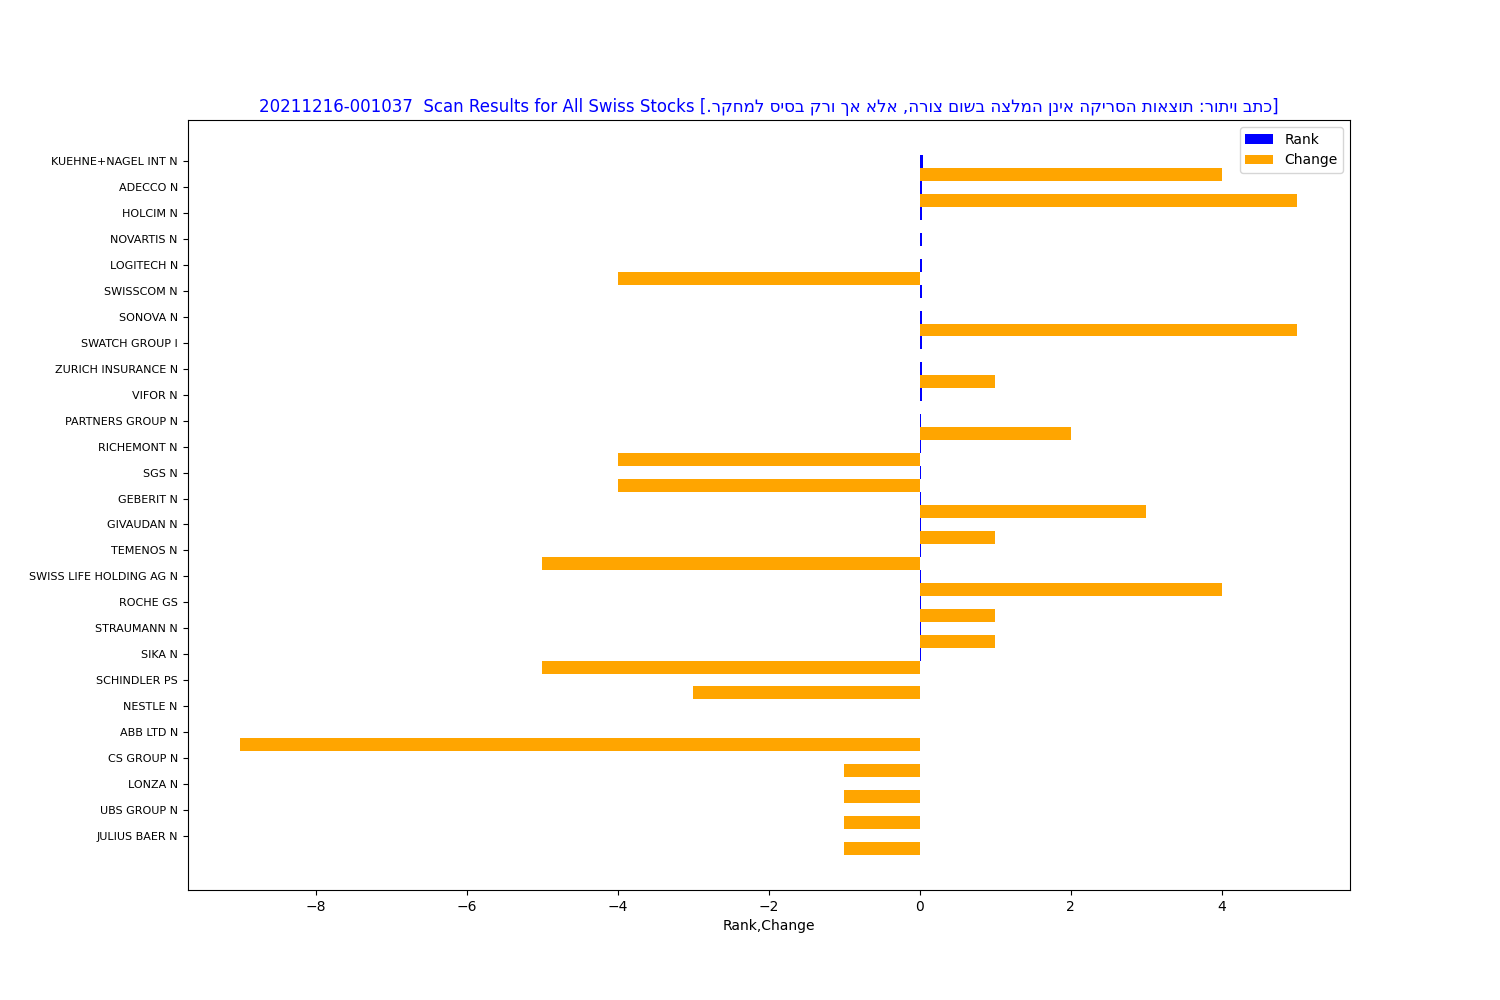 20211216-001037 Scan Results for All Swiss Stocks [כתב ויתור: תוצאות הסריקה אינן המלצה בשום צורה, אלא אך ורק בסיס למחקר.]
Rank
Change
KUEHNE+NAGEL INT N
ADECCO N
HOLCIM N
NOVARTIS N
LOGITECH N
SWISSCOM N
SONOVA N
SWATCH GROUP I
ZURICH INSURANCE N
VIFOR N
PARTNERS GROUP N
RICHEMONT N
SGS N
GEBERIT N
GIVAUDAN N
TEMENOS N
SWISS LIFE HOLDING AG N
ROCHE GS
STRAUMANN N
SIKA N
SCHINDLER PS
NESTLE N
ABB LTD N
CS GROUP N
LONZA N
UBS GROUP N
JULIUS BAER N
−8 −6 −4 −2 0 2 4
Rank,Change